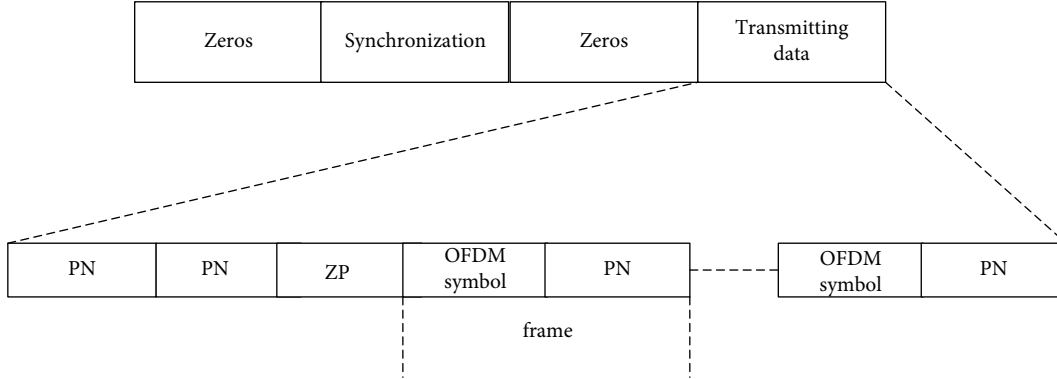 Zeros
Synchronization
Zeros
Transmitting
data
PN
PN
ZP
OFDM
symbol
PN
OFDM
symbol
PN
frame